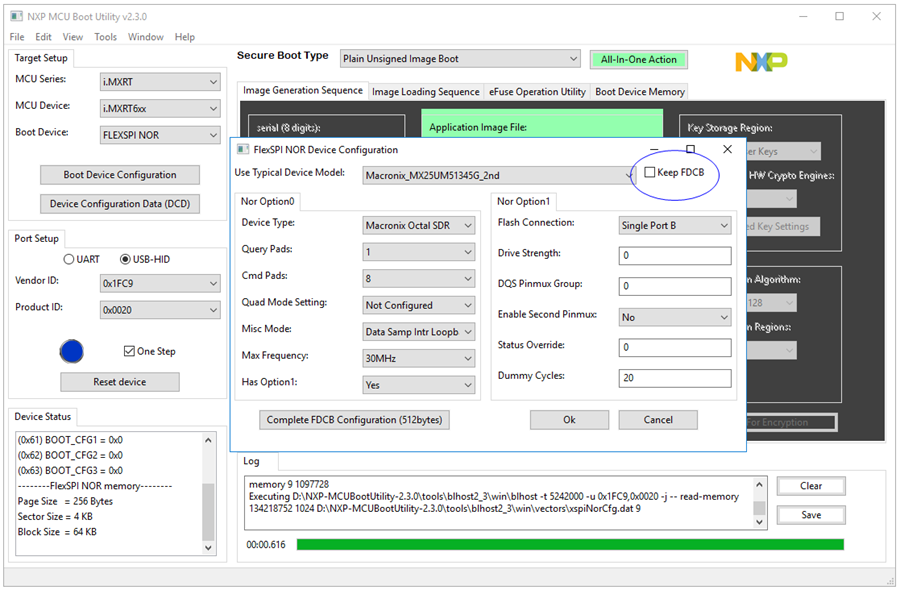 NXP MCU Boot Utility v2.3.0
File Edit View Tools Window Help
Target Setup
MCU Series: i.MXRT
MCU Device: i.MXRT6xx
Boot Device: FLEXSPI NOR
Boot Device Configuration
Device Configuration Data (DCD)
Port Setup
UART USB-HID
Vendor ID: 0x1FC9
Product ID: 0x0020
One Step
Reset device
Device Status
(0x61) BOOT_CFG1 = 0x0
(0x62) BOOT_CFG2 = 0x0
(0x63) BOOT_CFG3 = 0x0
--------FlexSPI NOR memory--------
Page Size = 256 Bytes
Sector Size = 4 KB
Block Size = 64 KB
Secure Boot Type Plain Unsigned Image Boot All-In-One Action
NXP
Image Generation Sequence Image Loading Sequence eFuse Operation Utility Boot Device Memory
serial (8 digits): Application Image File: Key Storage Region:
er Keys
HW Crypto Engines:
ed Key Settings
n Algorithm:
128
n Regions:
For Encryption
FlexSPI NOR Device Configuration
Use Typical Device Model: Macronix_MX25UM51345G_2nd Keep FDCB
Nor Option0
Device Type: Macronix Octal SDR
Query Pads: 1
Cmd Pads: 8
Quad Mode Setting: Not Configured
Misc Mode: Data Samp Intr Loopb
Max Frequency: 30MHz
Has Option1: Yes
Nor Option1
Flash Connection: Single Port B
Drive Strength: 0
DQS Pinmux Group: 0
Enable Second Pinmux: No
Status Override: 0
Dummy Cycles: 20
Complete FDCB Configuration (512bytes) Ok Cancel
Log
memory 9 1097728
Executing D:\NXP-MCUBootUtility-2.3.0\tools\blhost2_3\win\blhost -t 5242000 -u 0x1FC9,0x0020 -j -- read-memory
134218752 1024 D:\NXP-MCUBootUtility-2.3.0\tools\blhost2_3\win\vectors\xspiNorCfg.dat 9
Clear
Save
00:00.616